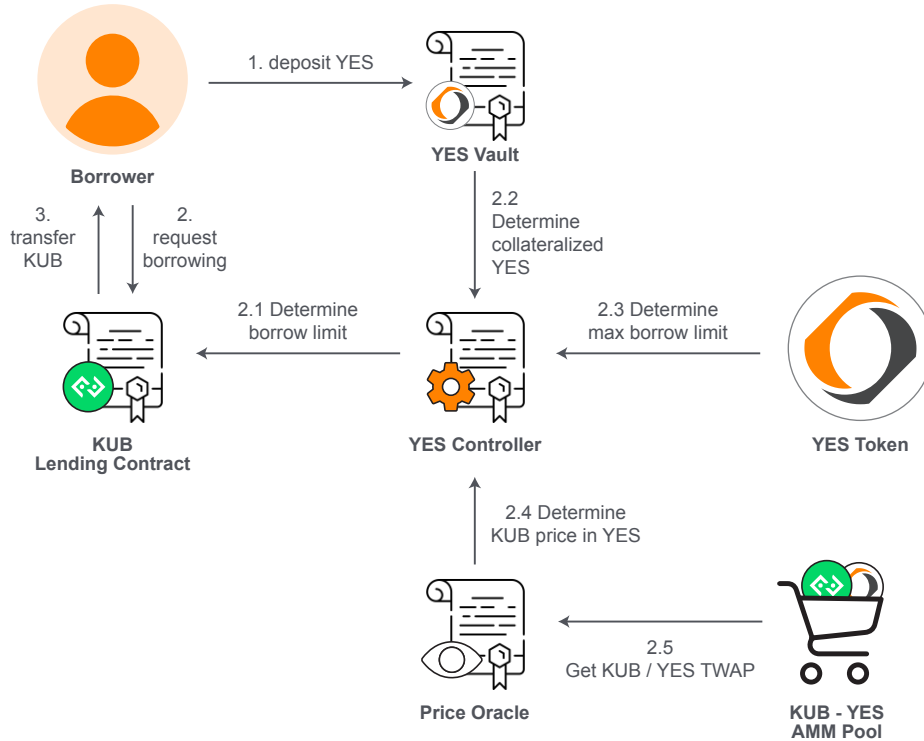 1. deposit YES
YES Vault
Borrower
3.
transfer
KUB
2.
request
borrowing
2.2
Determine
collateralized
YES
2.1 Determine
borrow limit
2.3 Determine
max borrow limit
KUB
Lending Contract
YES Controller
YES Token
2.4 Determine
KUB price in YES
2.5
Get KUB / YES TWAP
Price Oracle
KUB - YES
AMM Pool